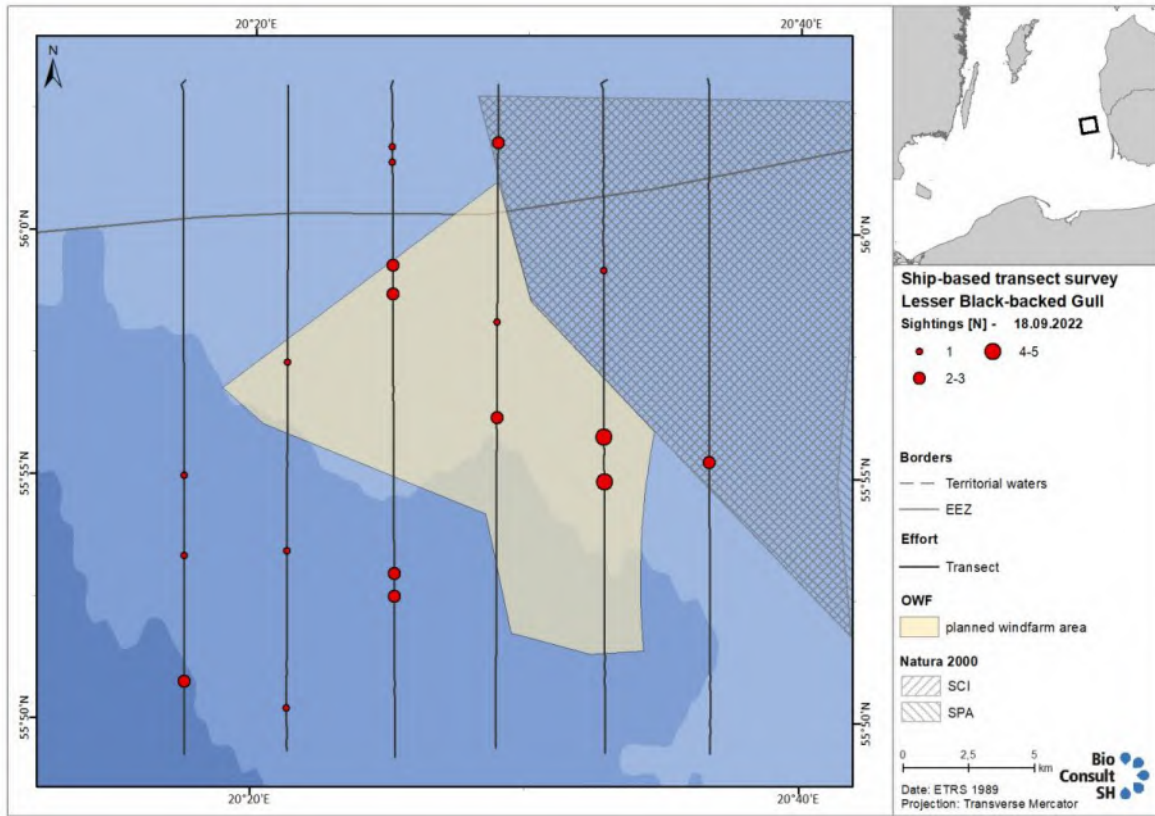 20°20'E
20°40'E
N
56°0'N
56°0'N
55°55'N
55°55'N
55°50'N
55°50'N
20°20'E
20°40'E
Ship-based transect survey
Lesser Black-backed Gull
Sightings [N] - 18.09.2022
1
4-5
2-3
Borders
Territorial waters
EEZ
Effort
Transect
OWF
planned windfarm area
Natura 2000
SCI
SPA
0 2,5 5
km
Date: ETRS 1989
Projection: Transverse Mercator
Bio
Consult
SH